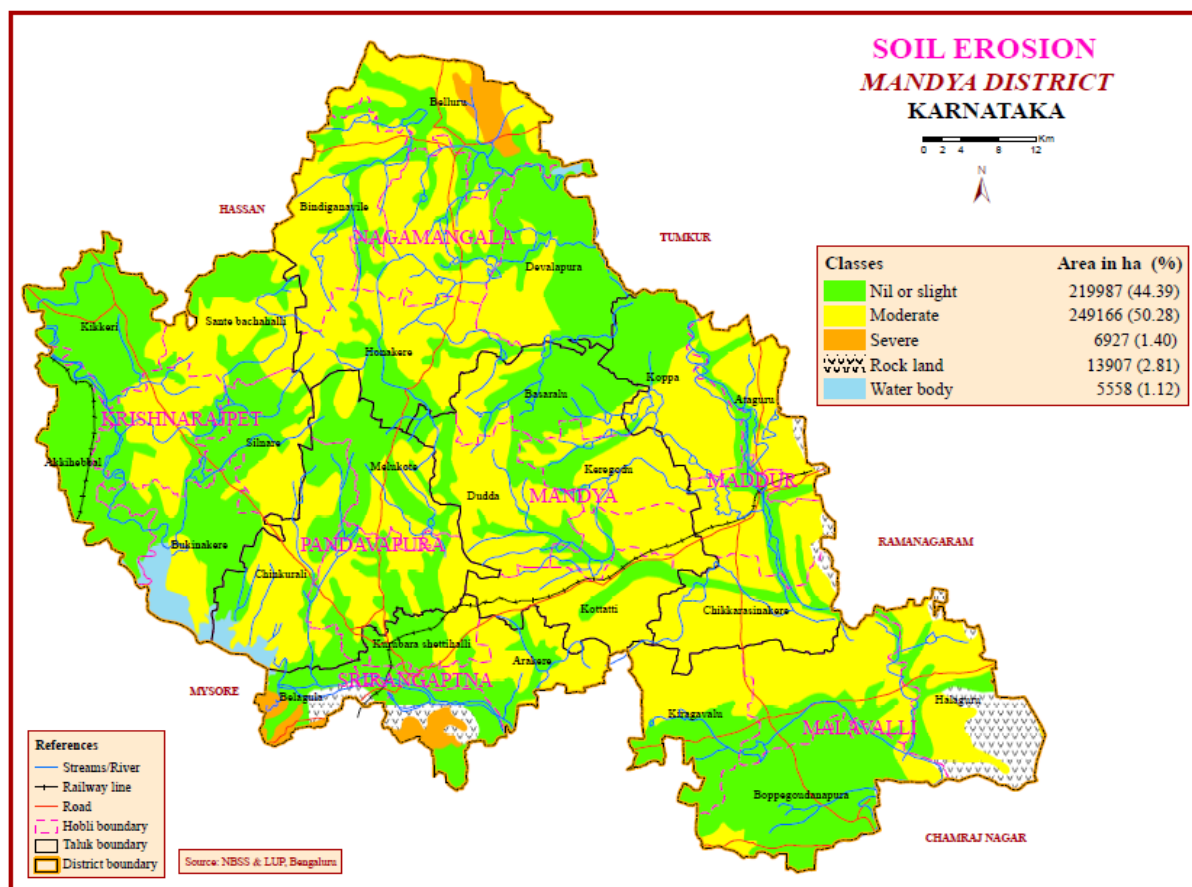 SOIL EROSION
MANDYA DISTRICT
KARNATAKA
Km
0 2 4 8 12
N
Classes Area in ha (%)
Nil or slight 219987 (44.39)
Moderate 249166 (50.28)
Severe 6927 (1.40)
Rock land 13907 (2.81)
Water body 5558 (1.12)
Belluru
HASSAN
Bindiganavile
NAGAMANGALA
TUMKUR
Devalapura
Kikkeri
Sante bachahalli
Honakere
Koppa
Basaralu
Ataguru
KRISHNARAJPET
Silnare
Akkihebbal
Melukote
Keregodu
MADDUR
Dudda
MANDYA
Bukinakere
PANDAVAPURA
RAMANAGARAM
Chinkurali
Kottatti
Chikkarasinakere
Kurubara shettihalli
Arakere
SRIRANGAPTNA
MYSORE
Belagula
Halaguru
Kiragavalu
MALAVALLI
Boppegoudanapura
CHAMRAJ NAGAR
References
Streams/River
Railway line
Road
Hobli boundary
Taluk boundary
District boundary
Source: NBSS & LUP, Bengaluru